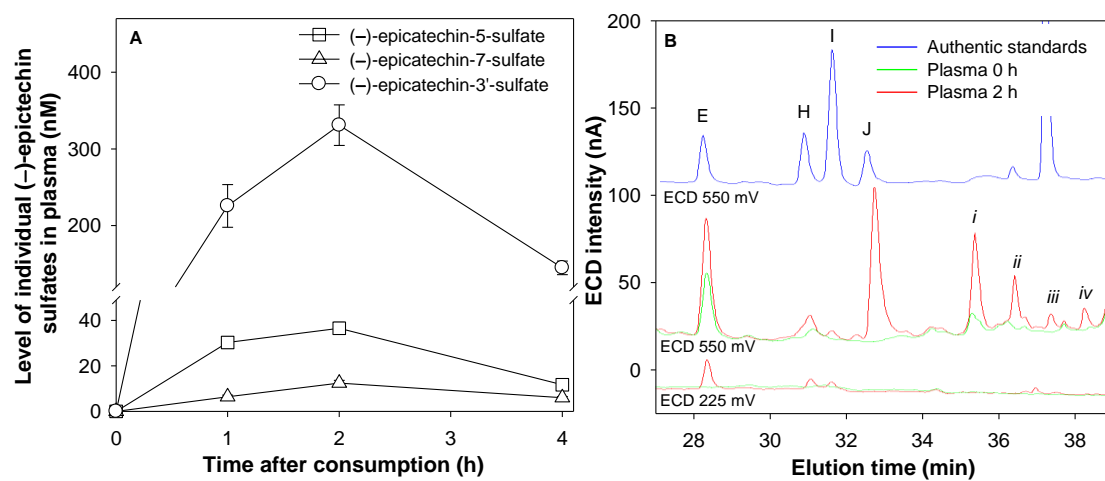 A
(–)-epicatechin-5-sulfate
(–)-epicatechin-7-sulfate
(–)-epicatechin-3'-sulfate
Level of individual (–)-epictechin
sulfates in plasma (nM)
400
300
200
40
20
0
0
1
2
3
4
Time after consumption (h)
B
Authentic standards
Plasma 0 h
Plasma 2 h
E
H
I
J
ECD 550 mV
i
ii
iii
iv
ECD 550 mV
ECD 225 mV
ECD intensity (nA)
200
150
100
50
0
28
30
32
34
36
38
Elution time (min)